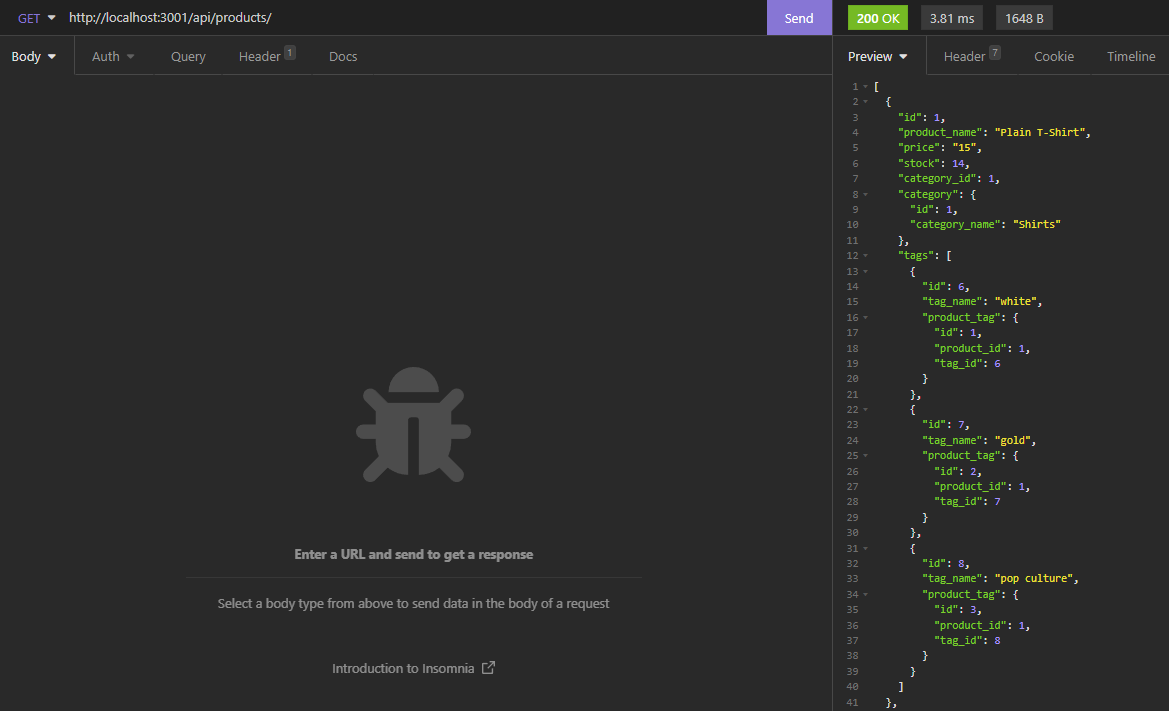 GET http://localhost:3001/api/products/ Send 200 OK 3.81 ms 1648 B
Body Auth Query Header 1 Docs Preview Header 7 Cookie Timeline
1 [
2 {
3 "id": 1,
4 "product_name": "Plain T-Shirt",
5 "price": "15",
6 "stock": 14,
7 "category_id": 1,
8 "category": {
9 "id": 1,
10 "category_name": "Shirts"
11 },
12 "tags": [
13 {
14 "id": 6,
15 "tag_name": "white",
16 "product_tag": {
17 "id": 1,
18 "product_id": 1,
19 "tag_id": 6
20 }
21 },
22 {
23 "id": 7,
24 "tag_name": "gold",
25 "product_tag": {
26 "id": 2,
27 "product_id": 1,
28 "tag_id": 7
29 }
30 },
31 {
32 "id": 8,
33 "tag_name": "pop culture",
34 "product_tag": {
35 "id": 3,
36 "product_id": 1,
37 "tag_id": 8
38 }
39 }
40 ]
41 },
Enter a URL and send to get a response
Select a body type from above to send data in the body of a request
Introduction to Insomnia